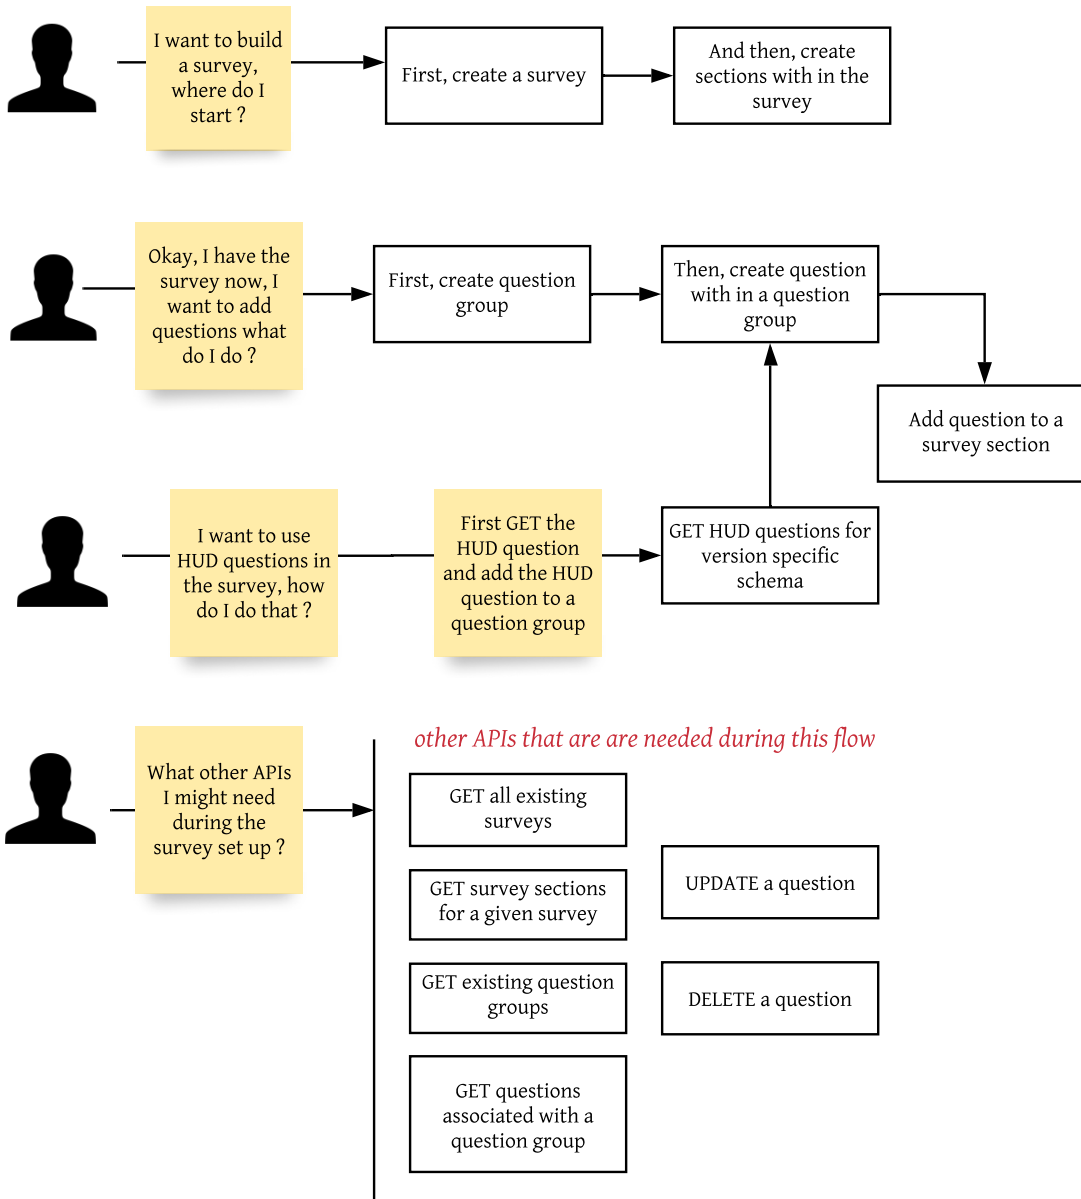 I want to build
a survey,
where do I
start ?
First, create a survey
And then, create
sections with in the
survey
Okay, I have the
survey now, I
want to add
questions what
do I do ?
First, create question
group
Then, create question
with in a question
group
Add question to a
survey section
I want to use
HUD questions in
the survey, how
do I do that ?
First GET the
HUD question
and add the HUD
question to a
question group
GET HUD questions for
version specific
schema
What other APIs
I might need
during the
survey set up ?
other APIs that are are needed during this flow
GET all existing
surveys
GET survey sections
for a given survey
GET existing question
groups
GET questions
associated with a
question group
UPDATE a question
DELETE a question